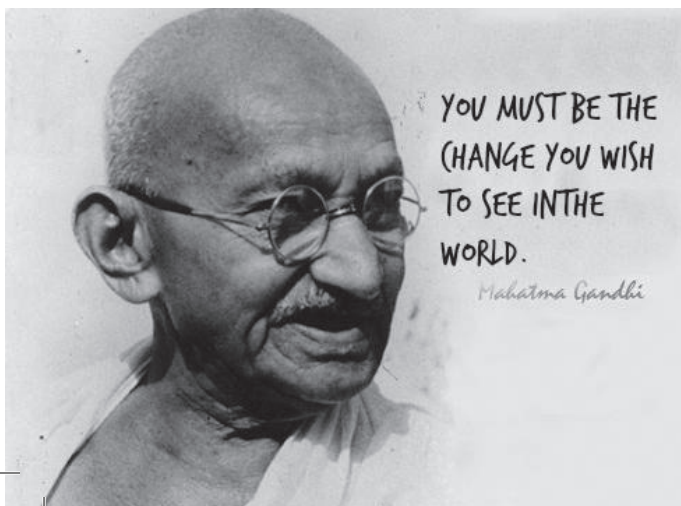 YOU MUST BE THE
CHANGE YOU WISH
TO SEE INTHE
WORLD.
Mahatma Gandhi